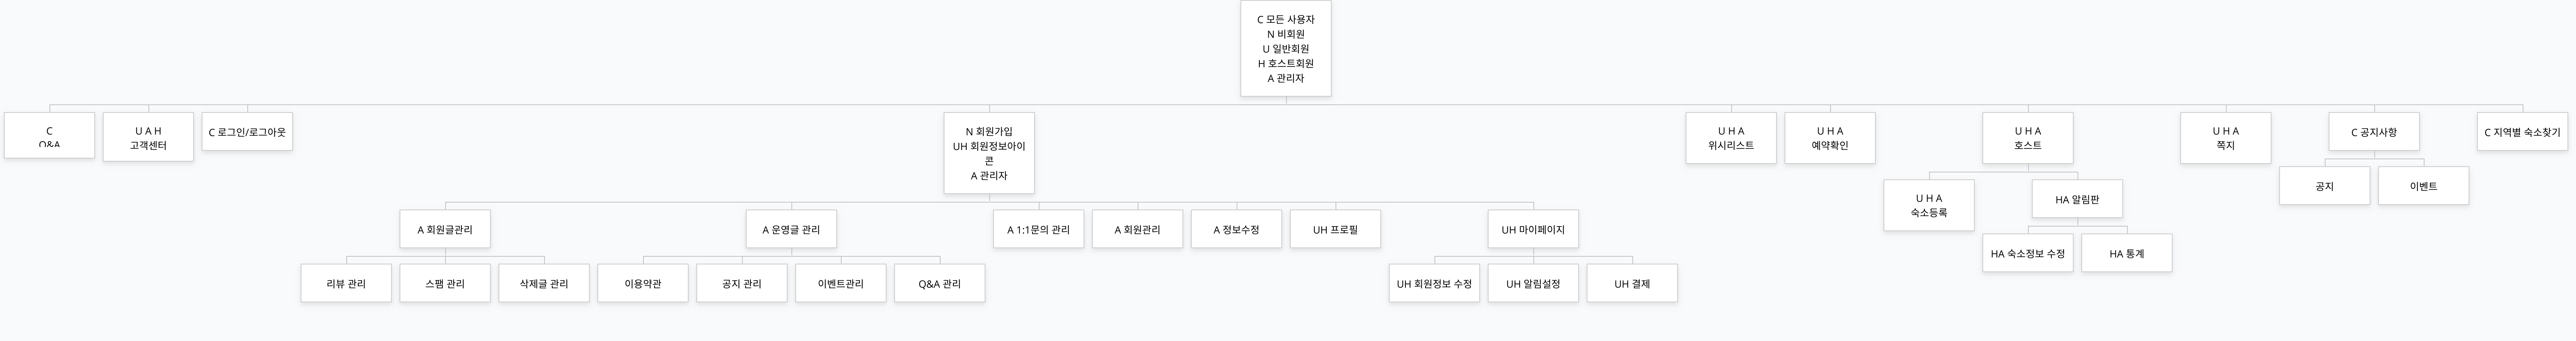 C 모든 사용자
N 비회원
U 일반회원
H 호스트회원
A 관리자
C
Q&A
U A H
고객센터
C 로그인/로그아웃
N 회원가입
UH 회원정보아이
콘
A 관리자
U H A
위시리스트
U H A
예약확인
U H A
호스트
U H A
쪽지
C 공지사항
C 지역별 숙소찾기
공지
이벤트
U H A
숙소등록
HA 알림판
A 회원글관리
A 운영글 관리
A 1:1문의 관리
A 회원관리
A 정보수정
UH 프로필
UH 마이페이지
HA 숙소정보 수정
HA 통계
리뷰 관리
스팸 관리
삭제글 관리
이용약관
공지 관리
이벤트관리
Q&A 관리
UH 회원정보 수정
UH 알림설정
UH 결제